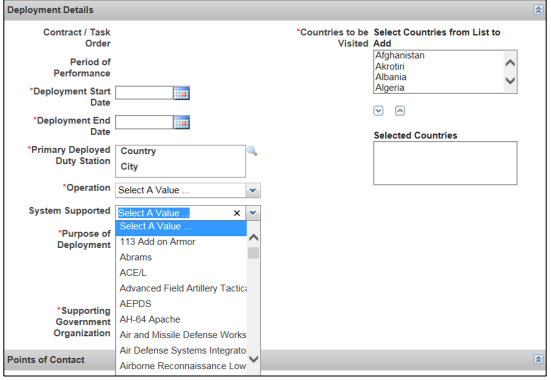 Deployment Details
Contract / Task
Order
Period of
Performance
*Deployment Start
Date
*Deployment End
Date
*Primary Deployed
Duty Station
Country
City
*Operation
Select A Value ...
System Supported
Select A Value ...
Select A Value ...
113 Add on Armor
Abrams
ACE/L
Advanced Field Artillery Tactica
AEPDS
AH-64 Apache
Air and Missile Defense Works
Air Defense Systems Integrato
Airborne Reconnaissance Low
*Purpose of
Deployment
*Supporting
Government
Organization
*Countries to be
Visited
Select Countries from List to
Add
Afghanistan
Akrotiri
Albania
Algeria
Selected Countries
Points of Contact